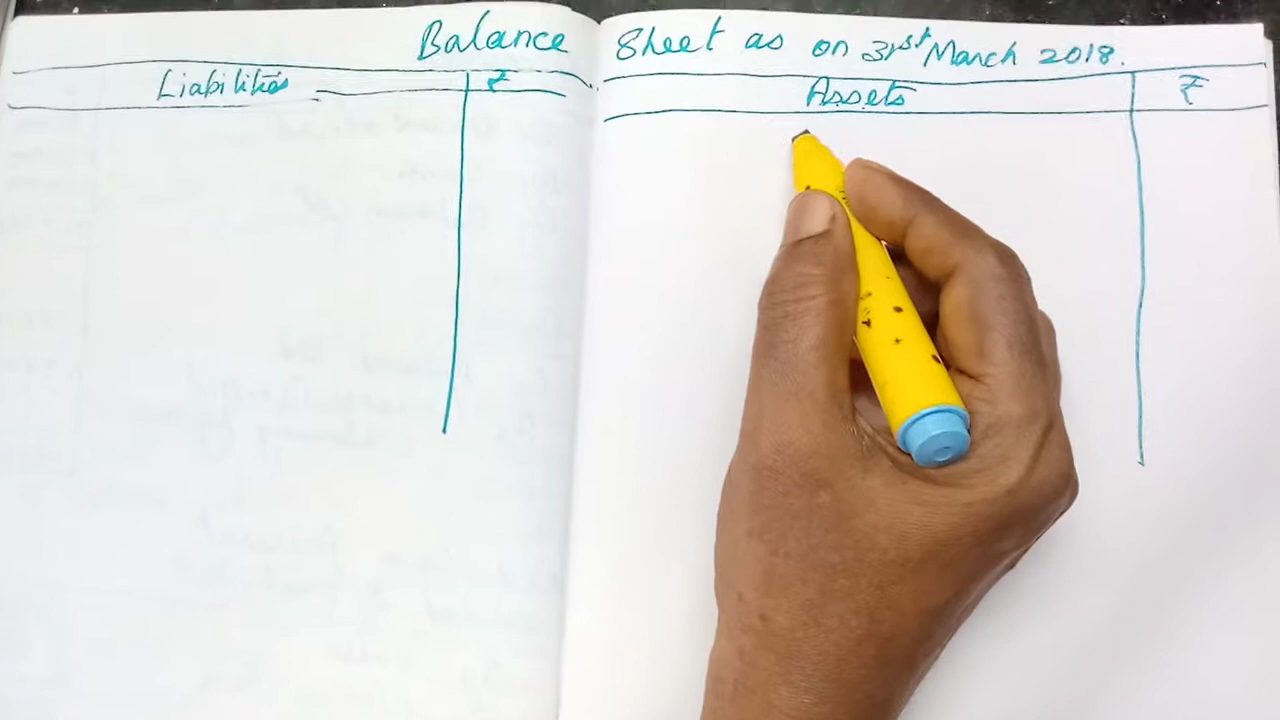 Balance Sheet as on 31st March 2018.
Liabilities ₹ Assets ₹